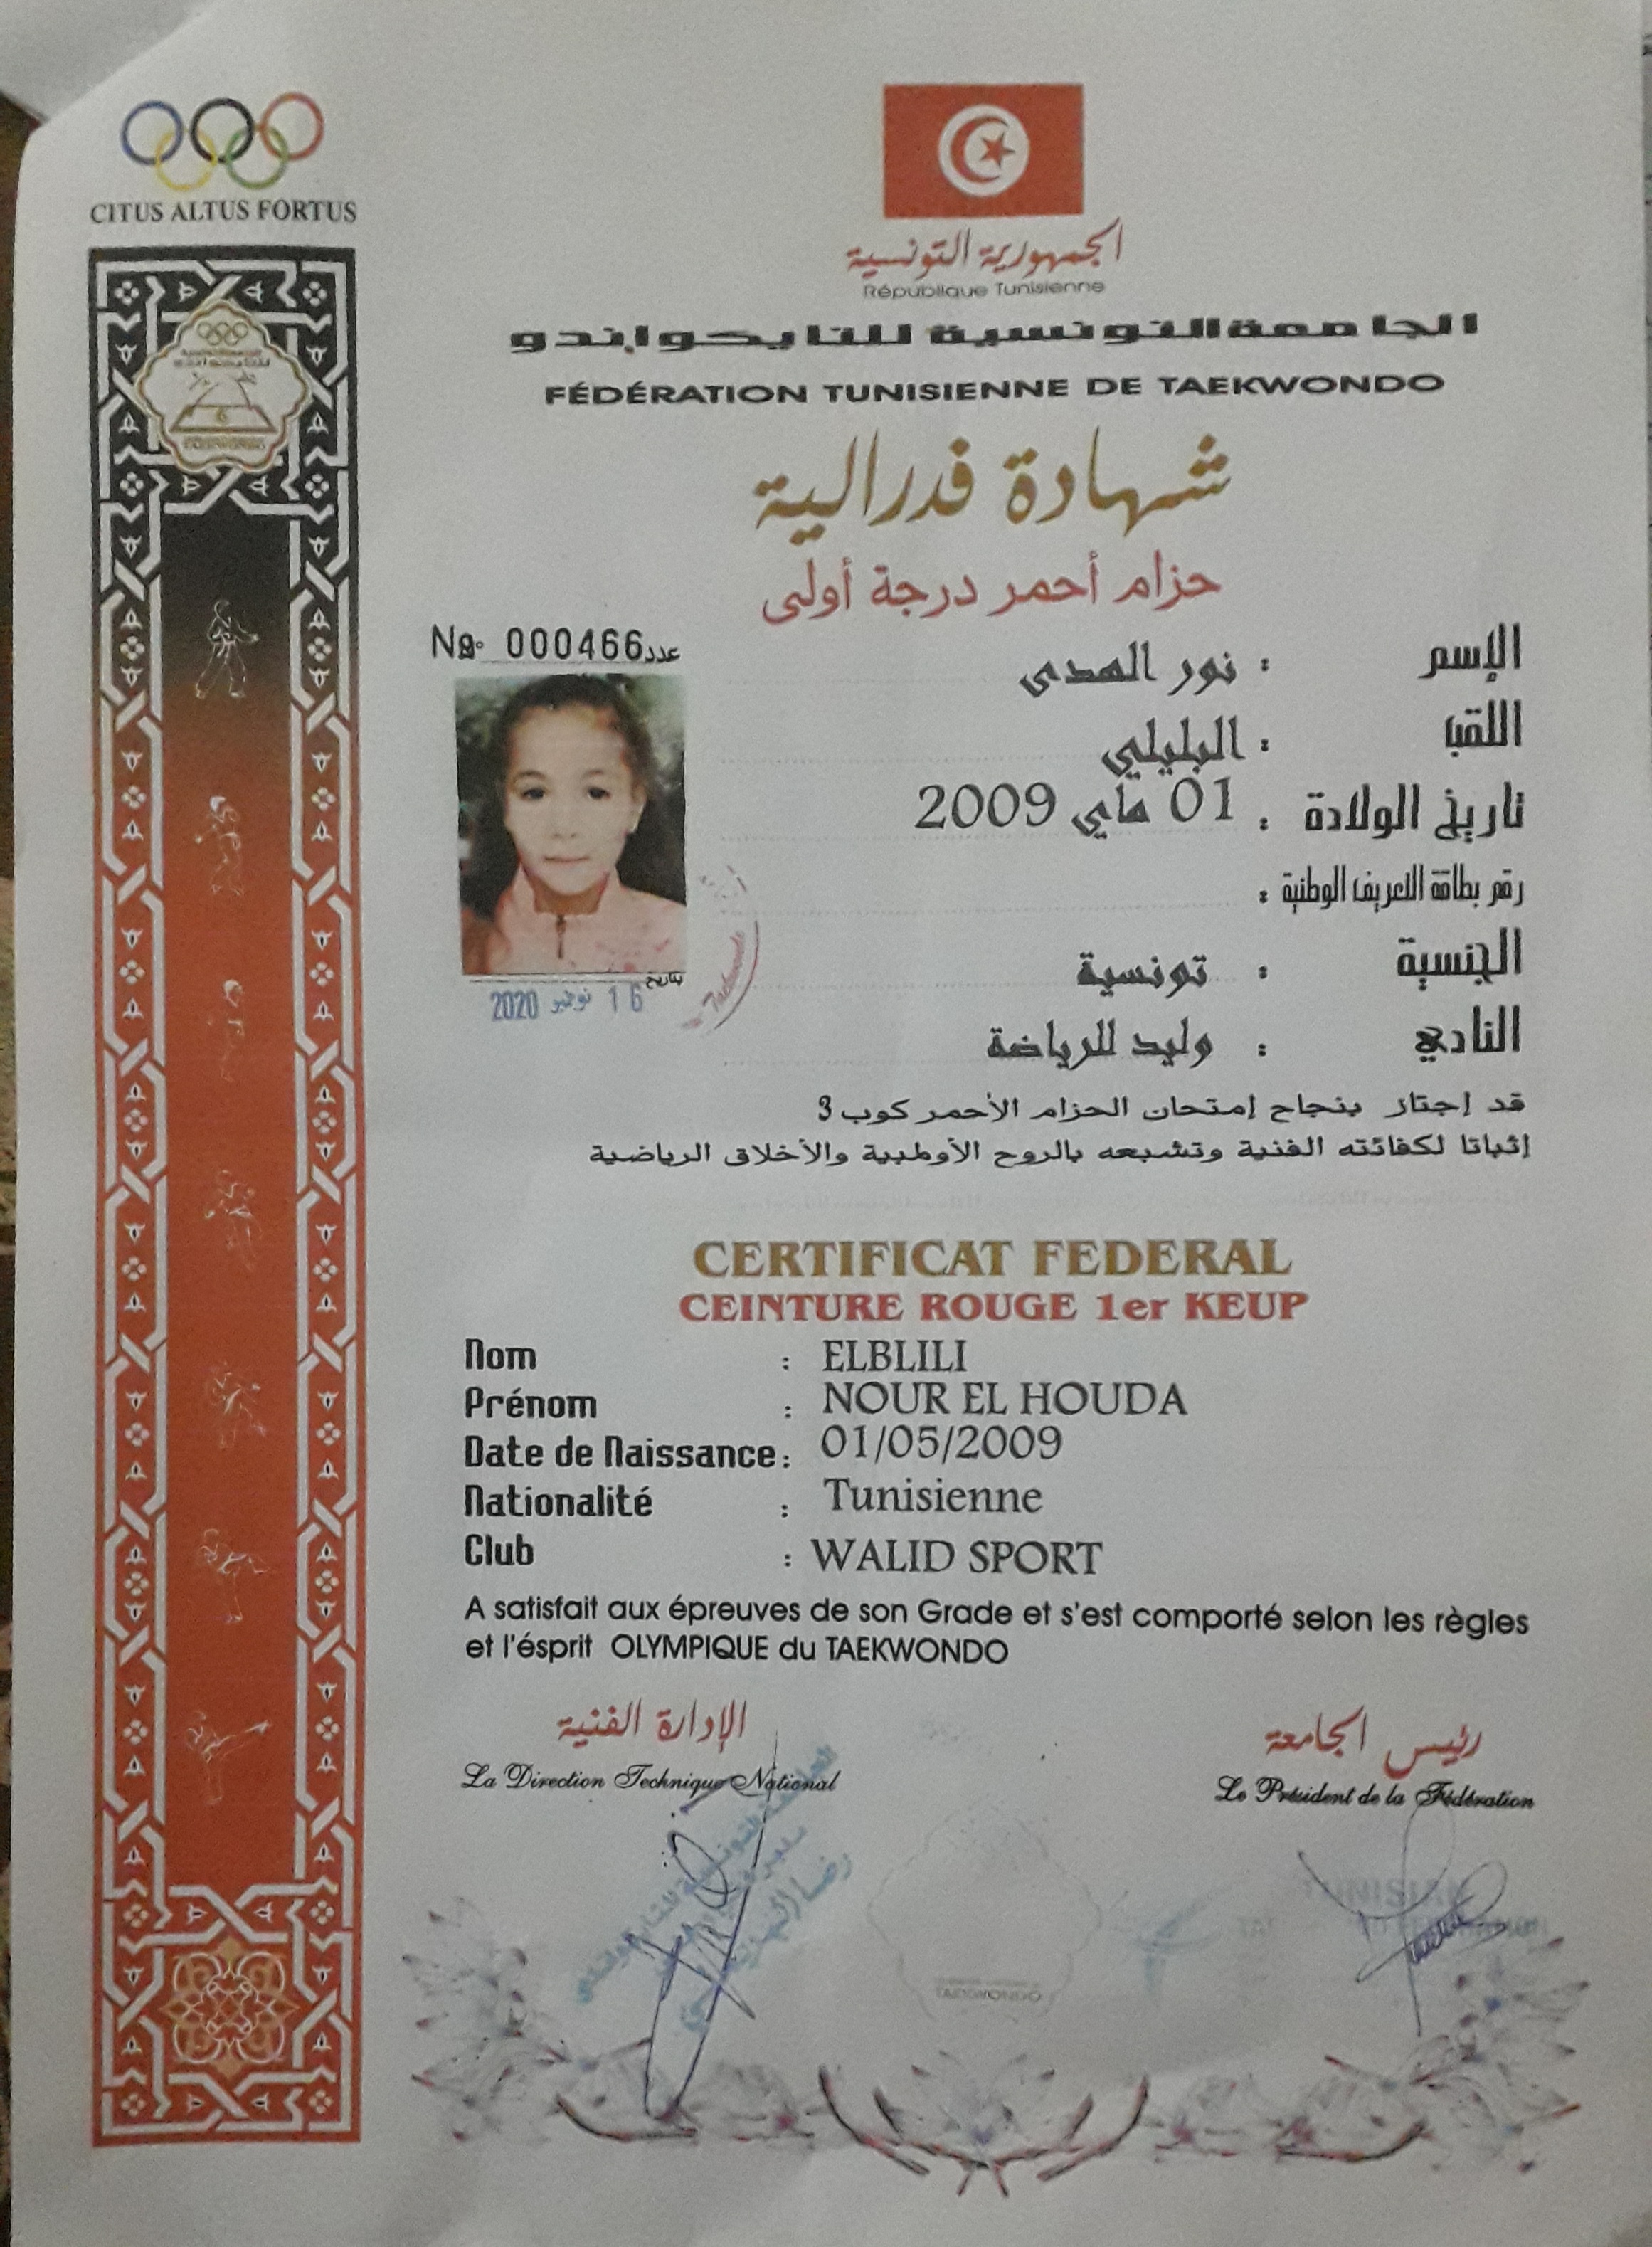 CITUS ALTUS FORTUS
الجمهورية التونسية
République Tunisienne
الجامعة التونسية للتايكواندو
FÉDÉRATION TUNISIENNE DE TAEKWONDO
شهادة فدرالية
حزام أحمر درجة أولى
No. 000466 عدد
الإسم : نور الهدى
اللقب : البليلي
تاريخ الولادة : 01 ماي 2009
رقم بطاقة التعريف الوطنية :
الجنسية : تونسية
بتاريخ
16 نوفمبر 2020
Taekwondo
النادي : وليد للرياضة
قد إجتاز بنجاح إمتحان الحزام الأحمر كوب 3
إثباتا لكفائته الفنية وتشبعه بالروح الأولمبية والأخلاق الرياضية
CERTIFICAT FEDERAL
CEINTURE ROUGE 1er KEUP
Nom : ELBLILI
Prénom : NOUR EL HOUDA
Date de Naissance : 01/05/2009
Nationalité : Tunisienne
Club : WALID SPORT
A satisfait aux épreuves de son Grade et s'est comporté selon les règles
et l'ésprit OLYMPIQUE du TAEKWONDO
الإدارة الفنية
La Direction Technique National
رئيس الجامعة
Le Président de la Fédération
TUNISIAN
TAEKWONDO